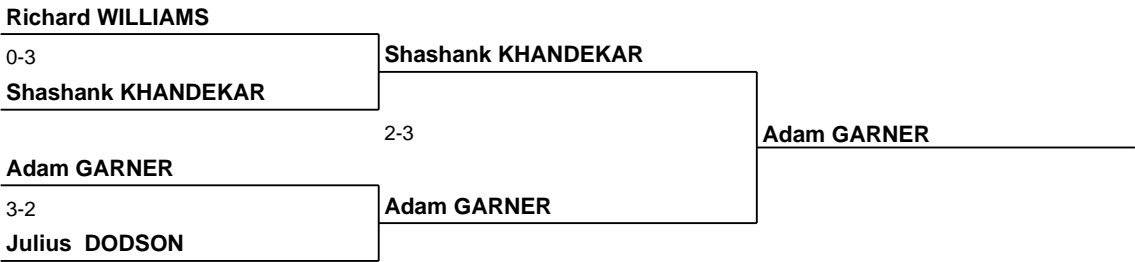 Richard WILLIAMS
0-3
Shashank KHANDEKAR
Shashank KHANDEKAR
2-3
Adam GARNER
Adam GARNER
3-2
Julius  DODSON
Adam GARNER